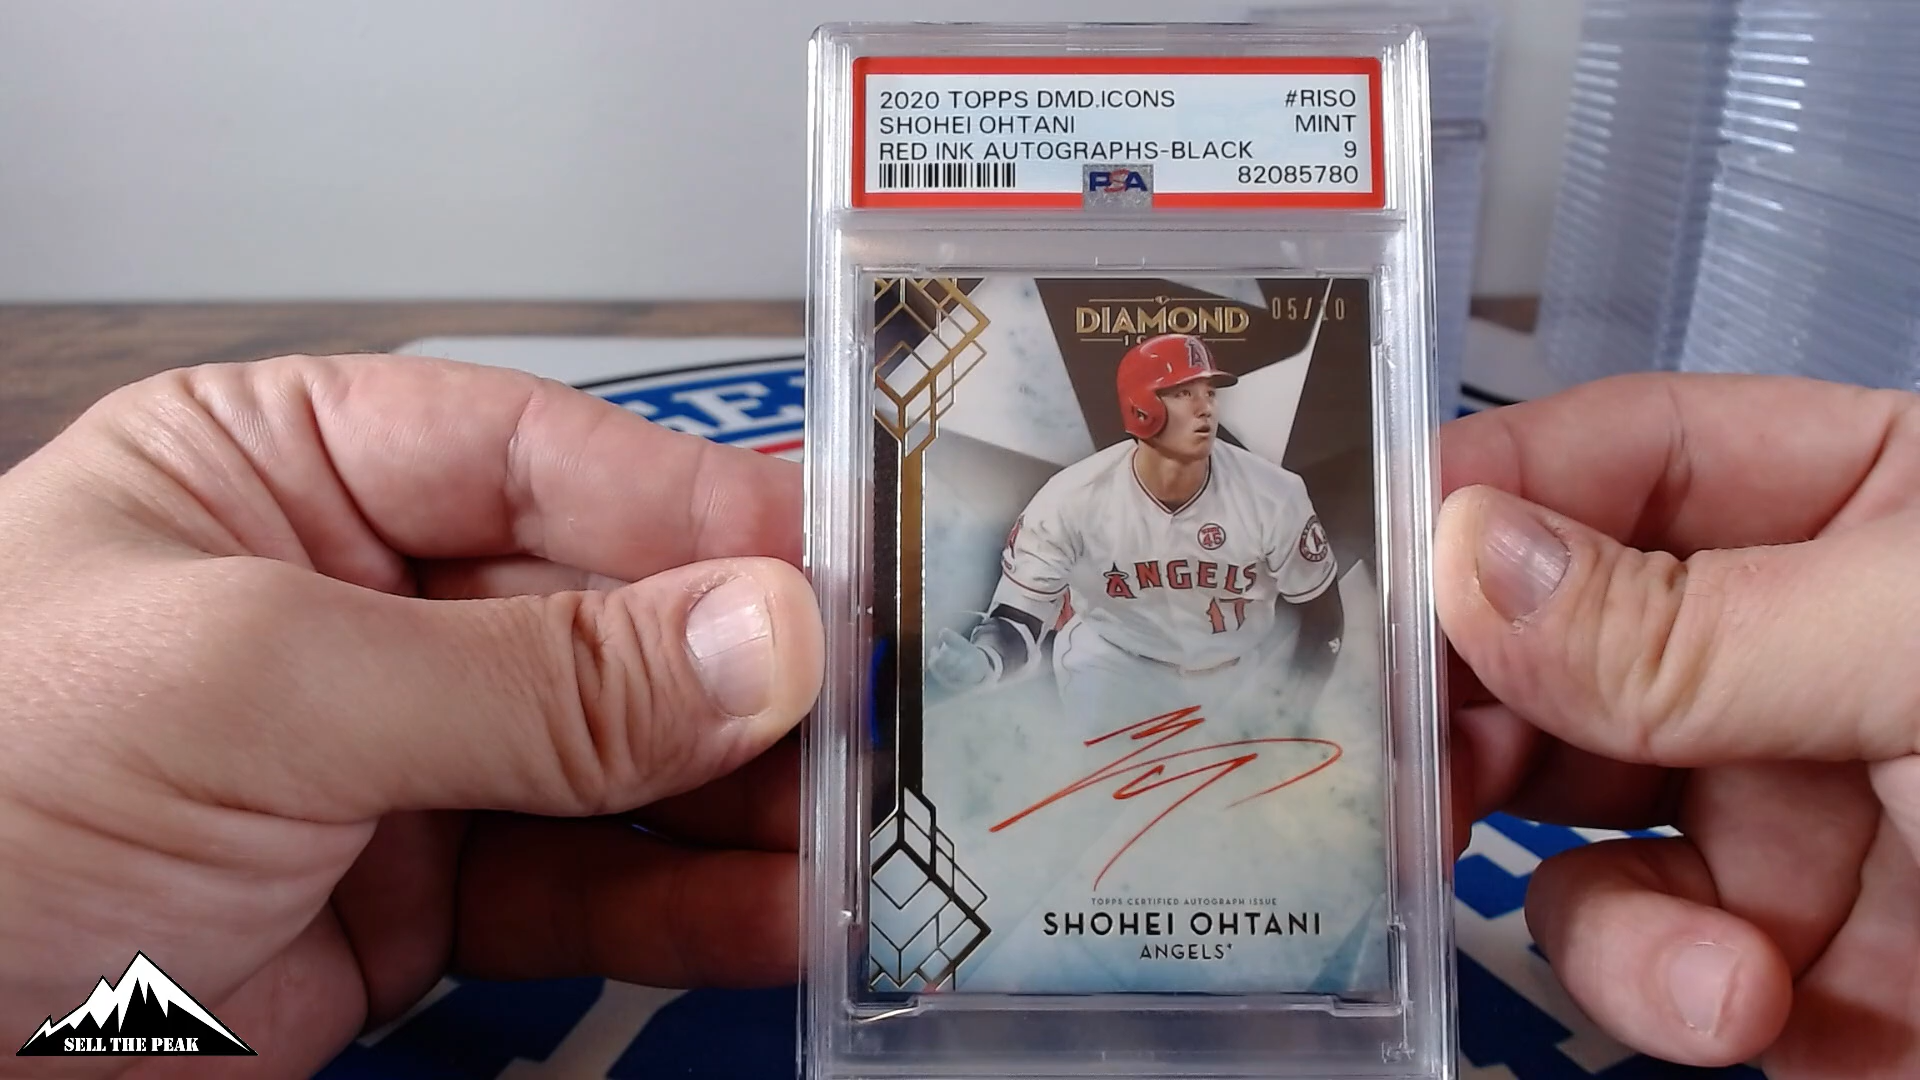 2020 TOPPS DMD.ICONS #RISO
SHOHEI OHTANI MINT
RED INK AUTOGRAPHS-BLACK 9
82085780
PSA
DIAMOND
05/10
A
45
ANGELS
17
TOPPS CERTIFIED AUTOGRAPH ISSUE
SHOHEI OHTANI
ANGELS*
SELL THE PEAK